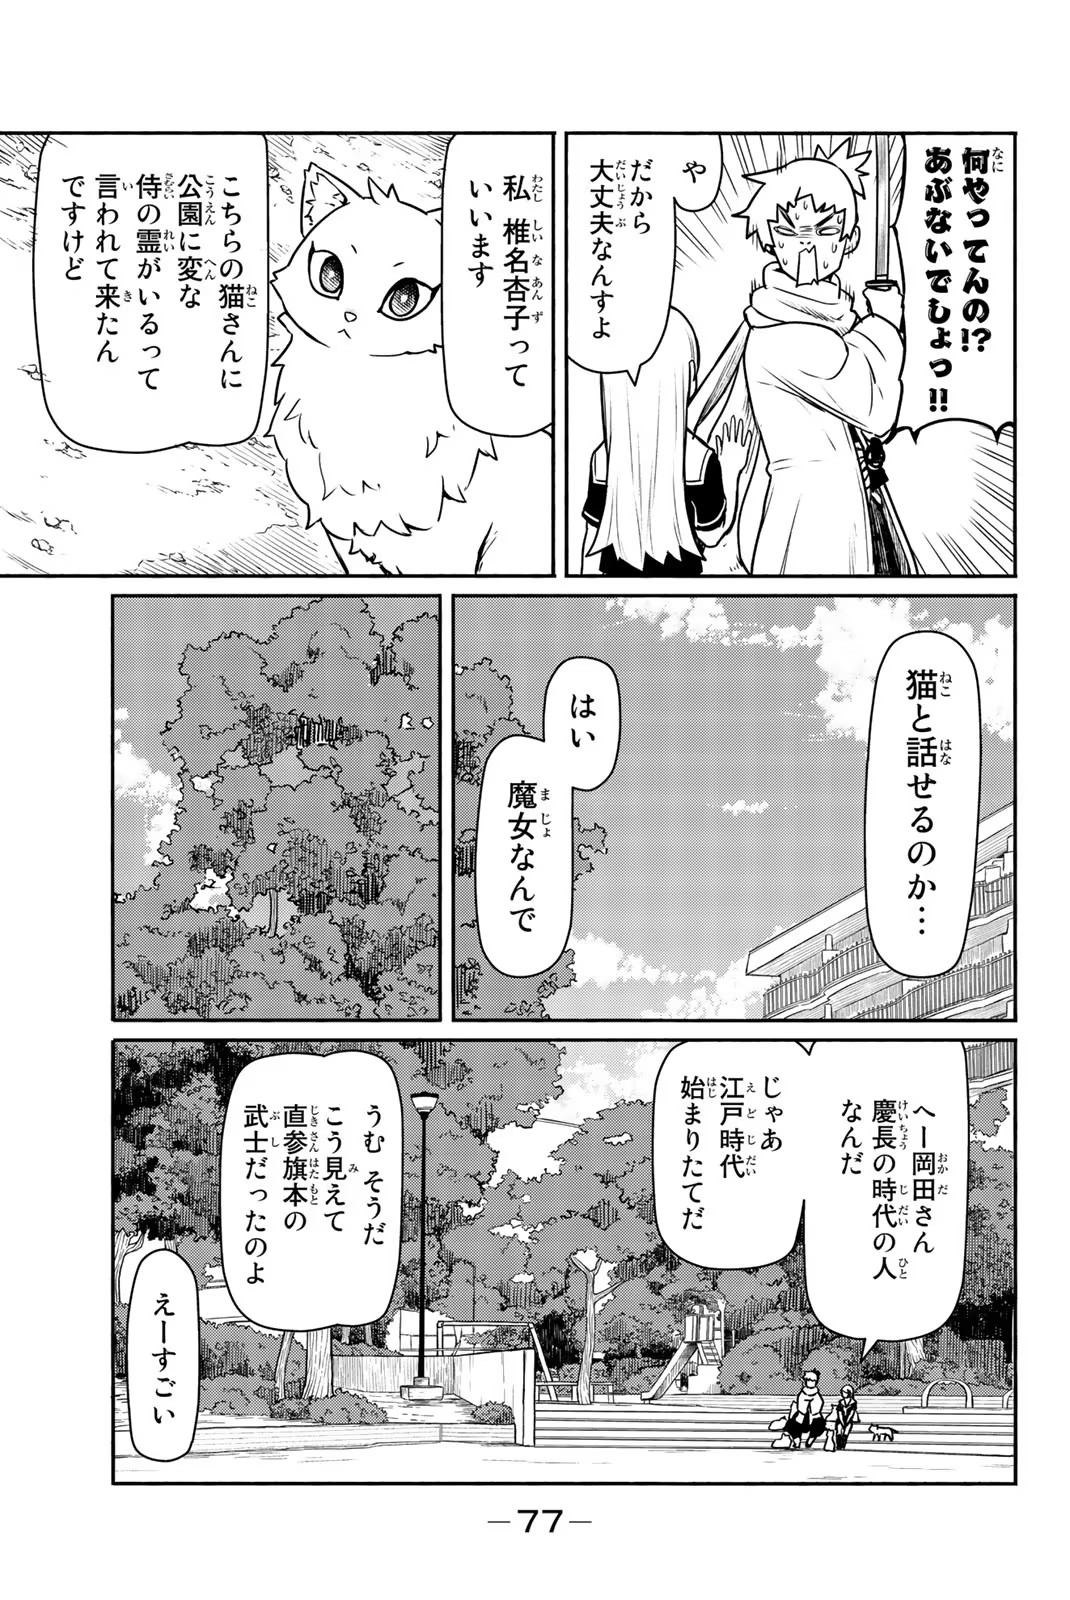 何やってんの!?
あぶないでしょっ!!
や
だから
大丈夫なんすよ
私 椎名杏子って
いいます
こちらの猫さんに
公園に変な
侍の霊がいるって
言われて来たん
ですけど
猫と話せるのか…
はい
魔女なんで
へー岡田さん
慶長の時代の人
なんだ
じゃあ
江戸時代
始まりたてだ
うむ そうだ
こう見えて
直参旗本の
武士だったのよ
えーすごい
—77—